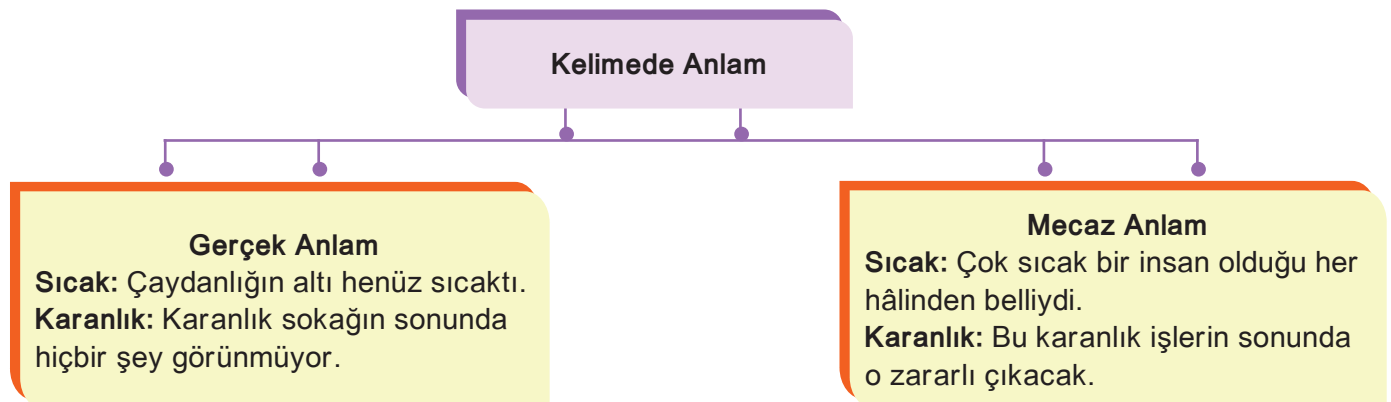 Kelimede Anlam
Gerçek Anlam
Sıcak: Çaydanlığın altı henüz sıcaktı.
Karanlık: Karanlık sokağın sonunda
hiçbir şey görünmüyor.
Mecaz Anlam
Sıcak: Çok sıcak bir insan olduğu her
hâlinden belliydi.
Karanlık: Bu karanlık işlerin sonunda
o zararlı çıkacak.